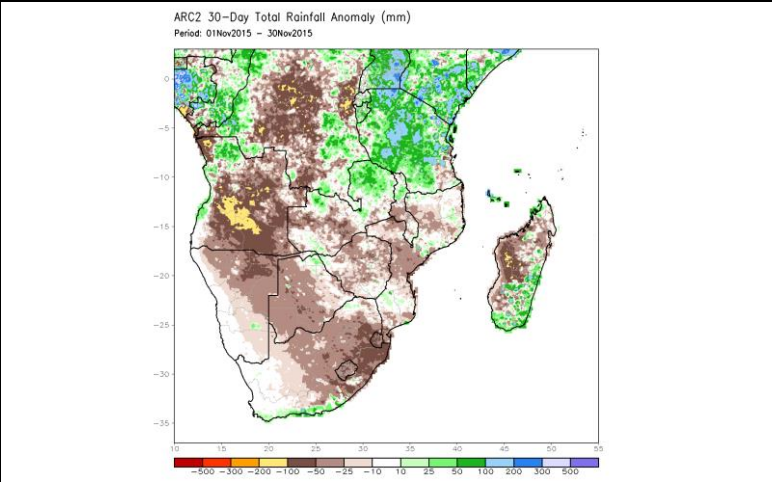 ARC2 30-Day Total Rainfall Anomaly (mm)
Period: 01Nov2015 - 30Nov2015
0
-5
-10
-15
-20
-25
-30
-35
10 15 20 25 30 35 40 45 50 55
-500 -300 -200 -100 -50 -25 -10 10 25 50 100 200 300 500